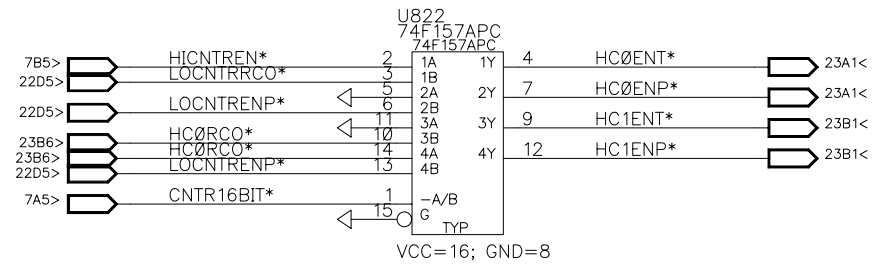 U822
74F157APC
74F157APC
7B5> HICNTREN* 2 1A 1Y 4 HCØENT* 23A1<
22D5> LOCNTRRCO* 3 1B
5 2A 2Y 7 HCØENP* 23A1<
22D5> LOCNTRENP* 6 2B
11 3A 3Y 9 HC1ENT* 23B1<
23B6> HCØRCO* 10 3B
23B6> HCØRCO* 14 4A 4Y 12 HC1ENP* 23B1<
22D5> LOCNTRENP* 13 4B
7A5> CNTR16BIT* 1 –A/B
15 G
TYP
VCC=16; GND=8